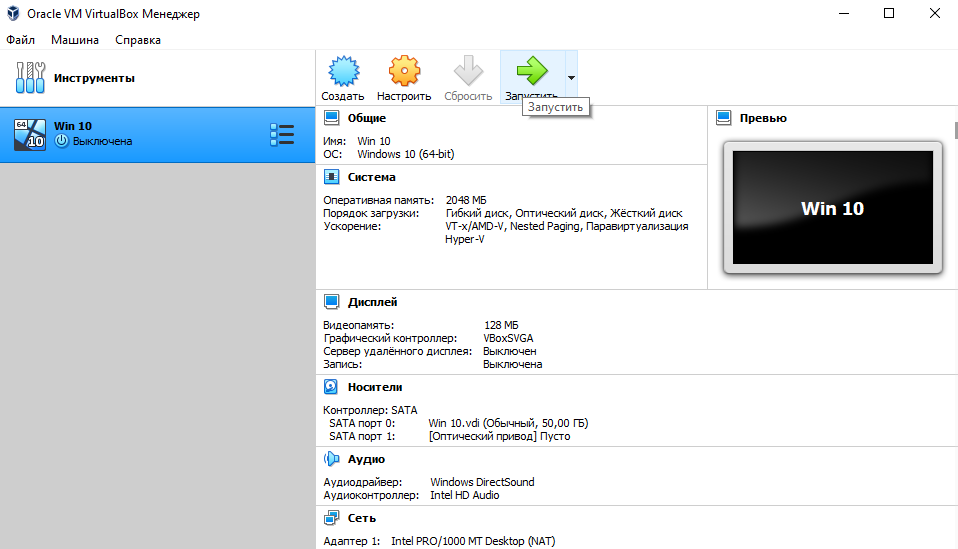 Oracle VM VirtualBox Менеджер
Файл Машина Справка
Инструменты
Создать Настроить Сбросить Запустить
Запустить
64
10
Win 10
Выключена
Общие
Имя: Win 10
ОС: Windows 10 (64-bit)
Система
Оперативная память: 2048 МБ
Порядок загрузки: Гибкий диск, Оптический диск, Жёсткий диск
Ускорение: VT-x/AMD-V, Nested Paging, Паравиртуализация
Hyper-V
Превью
Win 10
Дисплей
Видеопамять: 128 МБ
Графический контроллер: VBoxSVGA
Сервер удалённого дисплея: Выключен
Запись: Выключена
Носители
Контроллер: SATA
SATA порт 0: Win 10.vdi (Обычный, 50,00 ГБ)
SATA порт 1: [Оптический привод] Пусто
Аудио
Аудиодрайвер: Windows DirectSound
Аудиоконтроллер: Intel HD Audio
Сеть
Адаптер 1: Intel PRO/1000 MT Desktop (NAT)